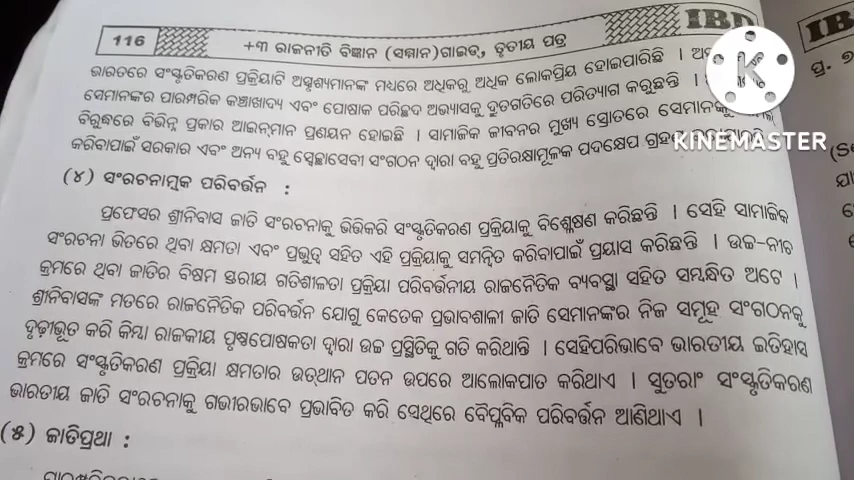 116
+୩ ରାଜନୀତି ବିଜ୍ଞାନ (ସମ୍ମାନ) ଗାଇଡ୍, ତୃତୀୟ ପତ୍ର
IBD
IB
ଭାରତରେ ସଂସ୍କୃତିକରଣ ପ୍ରକ୍ରିୟାଟି ଅସ୍ପୃଶ୍ୟମାନଙ୍କ ମଧ୍ୟରେ ଅଧିକରୁ ଅଧିକ ଲୋକପ୍ରିୟ ହୋଇପାରିଛି ।
ସେମାନଙ୍କର ପାରମ୍ପରିକ କଞ୍ଚାଖାଦ୍ୟ ଏବଂ ପୋଷାକ ପରିଚ୍ଛଦ ଅଭ୍ୟାସକୁ ଦ୍ରୁତଗତିରେ ପରିତ୍ୟାଗ କରୁଛନ୍ତି ।
ବିରୁଦ୍ଧରେ ବିଭିନ୍ନ ପ୍ରକାର ଆଇନ୍‌ମାନ ପ୍ରଣୟନ ହୋଇଛି । ସାମାଜିକ ଜୀବନର ମୁଖ୍ୟ ସ୍ରୋତରେ ସେମାନଙ୍କୁ
କରିବାପାଇଁ ସରକାର ଏବଂ ଅନ୍ୟ ବହୁ ସ୍ୱେଚ୍ଛାସେବୀ ସଂଗଠନ ଦ୍ୱାରା ବହୁ ପ୍ରତିରକ୍ଷାମୂଳକ ପଦକ୍ଷେପ
KINEMASTER
(୪) ସଂରଚନାତ୍ମକ ପରିବର୍ତ୍ତନ :
ପ୍ରଫେସର ଶ୍ରୀନିବାସ ଜାତି ସଂରଚନାକୁ ଭିତ୍ତିକରି ସଂସ୍କୃତିକରଣ ପ୍ରକ୍ରିୟାକୁ ବିଶ୍ଳେଷଣ କରିଛନ୍ତି । ସେହି ସାମାଜିକ
ସଂରଚନା ଭିତରେ ଥିବା କ୍ଷମତା ଏବଂ ପ୍ରଭୁତ୍ୱ ସହିତ ଏହି ପ୍ରକ୍ରିୟାକୁ ସମନ୍ୱିତ କରିବାପାଇଁ ପ୍ରୟାସ କରିଛନ୍ତି । ଉଚ୍ଚ-ନୀଚ
କ୍ରମରେ ଥିବା ଜାତିର ବିଷମ ସ୍ତରୀୟ ଗତିଶୀଳତା ପ୍ରକ୍ରିୟା ପରିବର୍ତ୍ତନୀୟ ରାଜନୈତିକ ବ୍ୟବସ୍ଥା ସହିତ ସମ୍ବନ୍ଧିତ ଅଟେ ।
ଶ୍ରୀନିବାସଙ୍କ ମତରେ ରାଜନୈତିକ ପରିବର୍ତ୍ତନ ଯୋଗୁ କେତେକ ପ୍ରଭାବଶାଳୀ ଜାତି ସେମାନଙ୍କର ନିଜ ସମୂହ ସଂଗଠନକୁ
ଦୃଢ଼ୀଭୂତ କରି କିମ୍ବା ରାଜକୀୟ ପୃଷ୍ଠପୋଷକତା ଦ୍ୱାରା ଉଚ୍ଚ ପ୍ରସ୍ଥିତିକୁ ଗତି କରିଥାନ୍ତି । ସେହିପରିଭାବେ ଭାରତୀୟ ଇତିହାସ
କ୍ରମରେ ସଂସ୍କୃତିକରଣ ପ୍ରକ୍ରିୟା କ୍ଷମତାର ଉତ୍‌ଥାନ ପତନ ଉପରେ ଆଲୋକପାତ କରିଥାଏ । ସୁତରାଂ ସଂସ୍କୃତିକରଣ
ଭାରତୀୟ ଜାତି ସଂରଚନାକୁ ଗଭୀରଭାବେ ପ୍ରଭାବିତ କରି ସେଥିରେ ବୈପ୍ଳବିକ ପରିବର୍ତ୍ତନ ଆଣିଥାଏ ।
(୫) ଜାତିପ୍ରଥା :